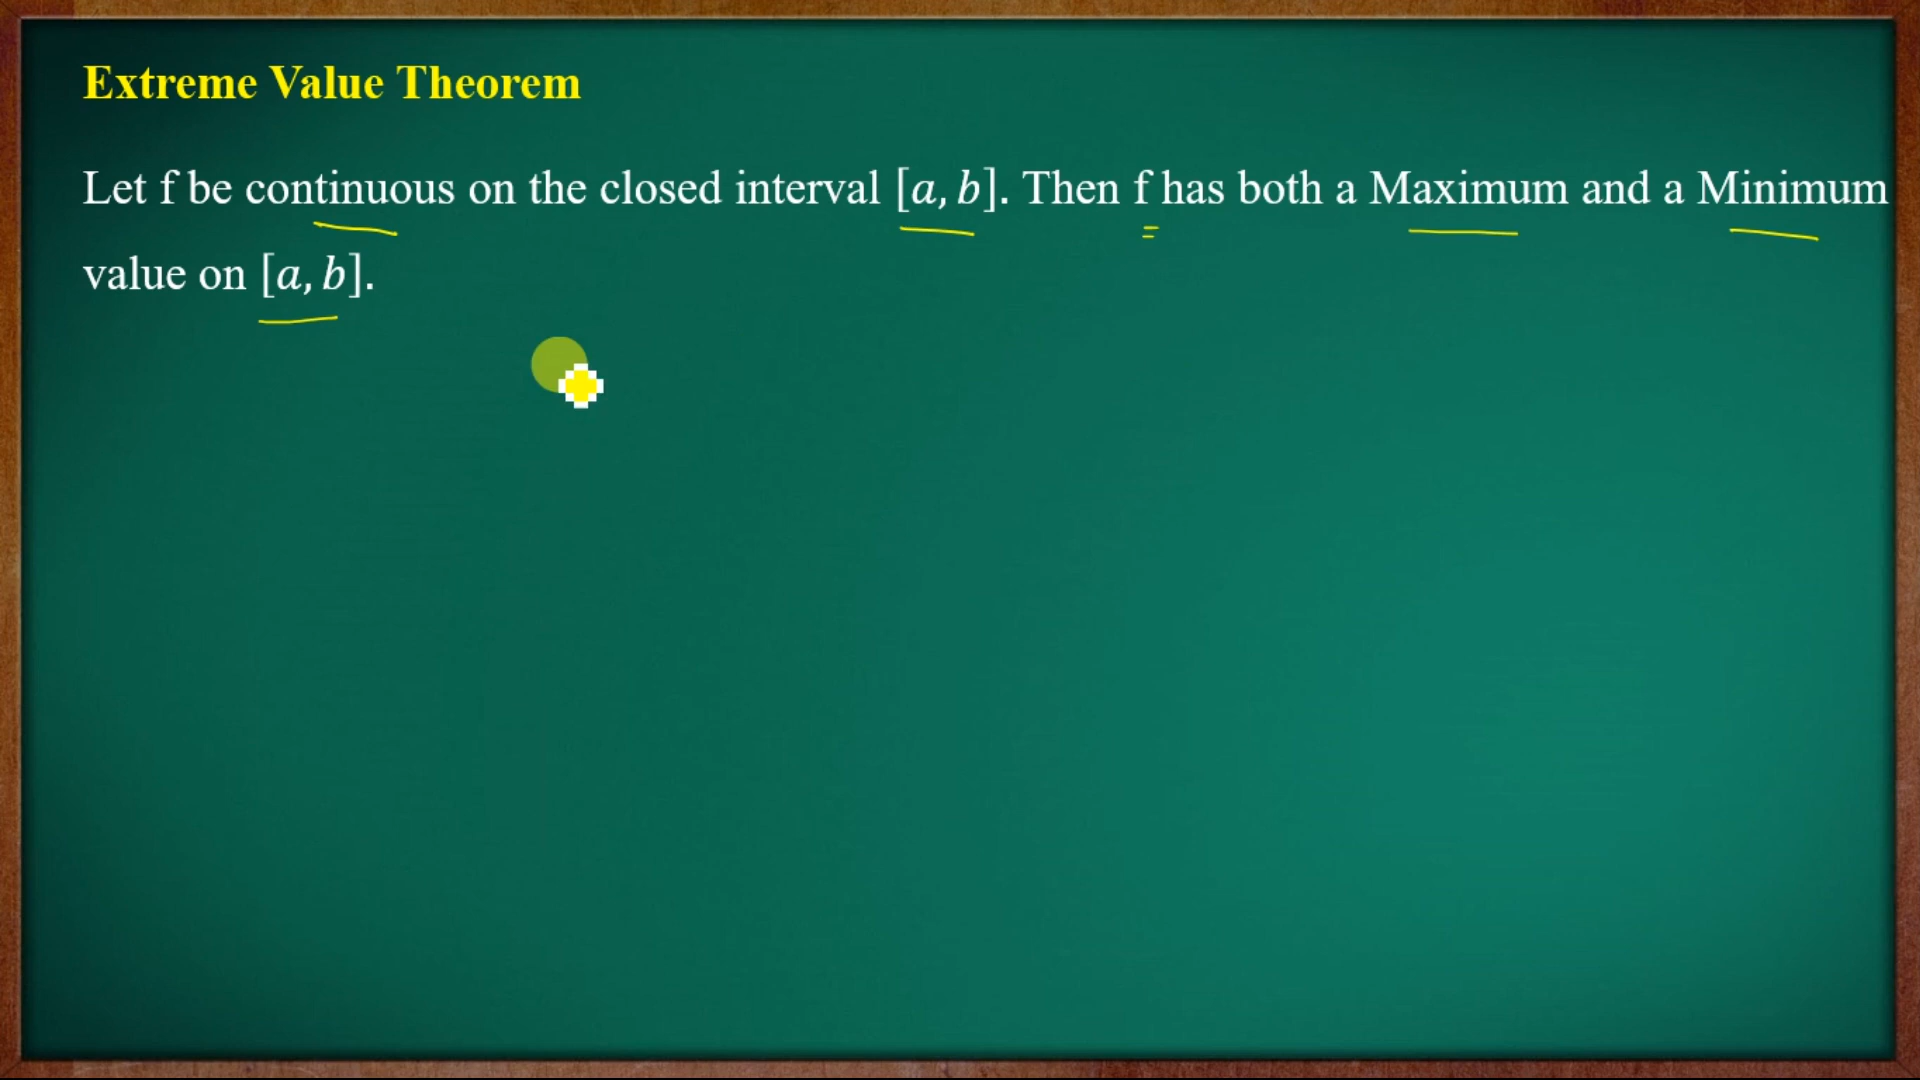 Extreme Value Theorem
Let f be continuous on the closed interval [a, b]. Then f has both a Maximum and a Minimum
value on [a, b].